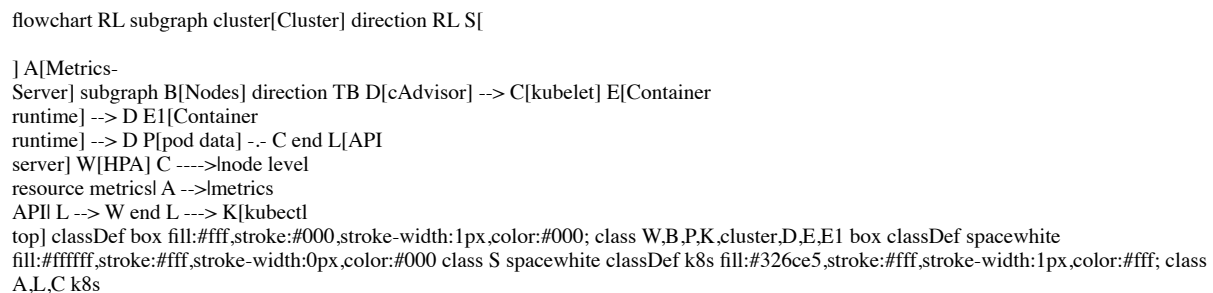 flowchart RL subgraph cluster[Cluster] direction RL S[
] A[Metrics-
Server] subgraph B[Nodes] direction TB D[cAdvisor] --> C[kubelet] E[Container
runtime] --> D E1[Container
runtime] --> D P[pod data] -.- C end L[API
server] W[HPA] C ---->|node level
resource metrics| A -->|metrics
API| L --> W end L ---> K[kubectl
top] classDef box fill:#fff,stroke:#000,stroke-width:1px,color:#000; class W,B,P,K,cluster,D,E,E1 box classDef spacewhite
fill:#ffffff,stroke:#fff,stroke-width:0px,color:#000 class S spacewhite classDef k8s fill:#326ce5,stroke:#fff,stroke-width:1px,color:#fff; class
A,L,C k8s